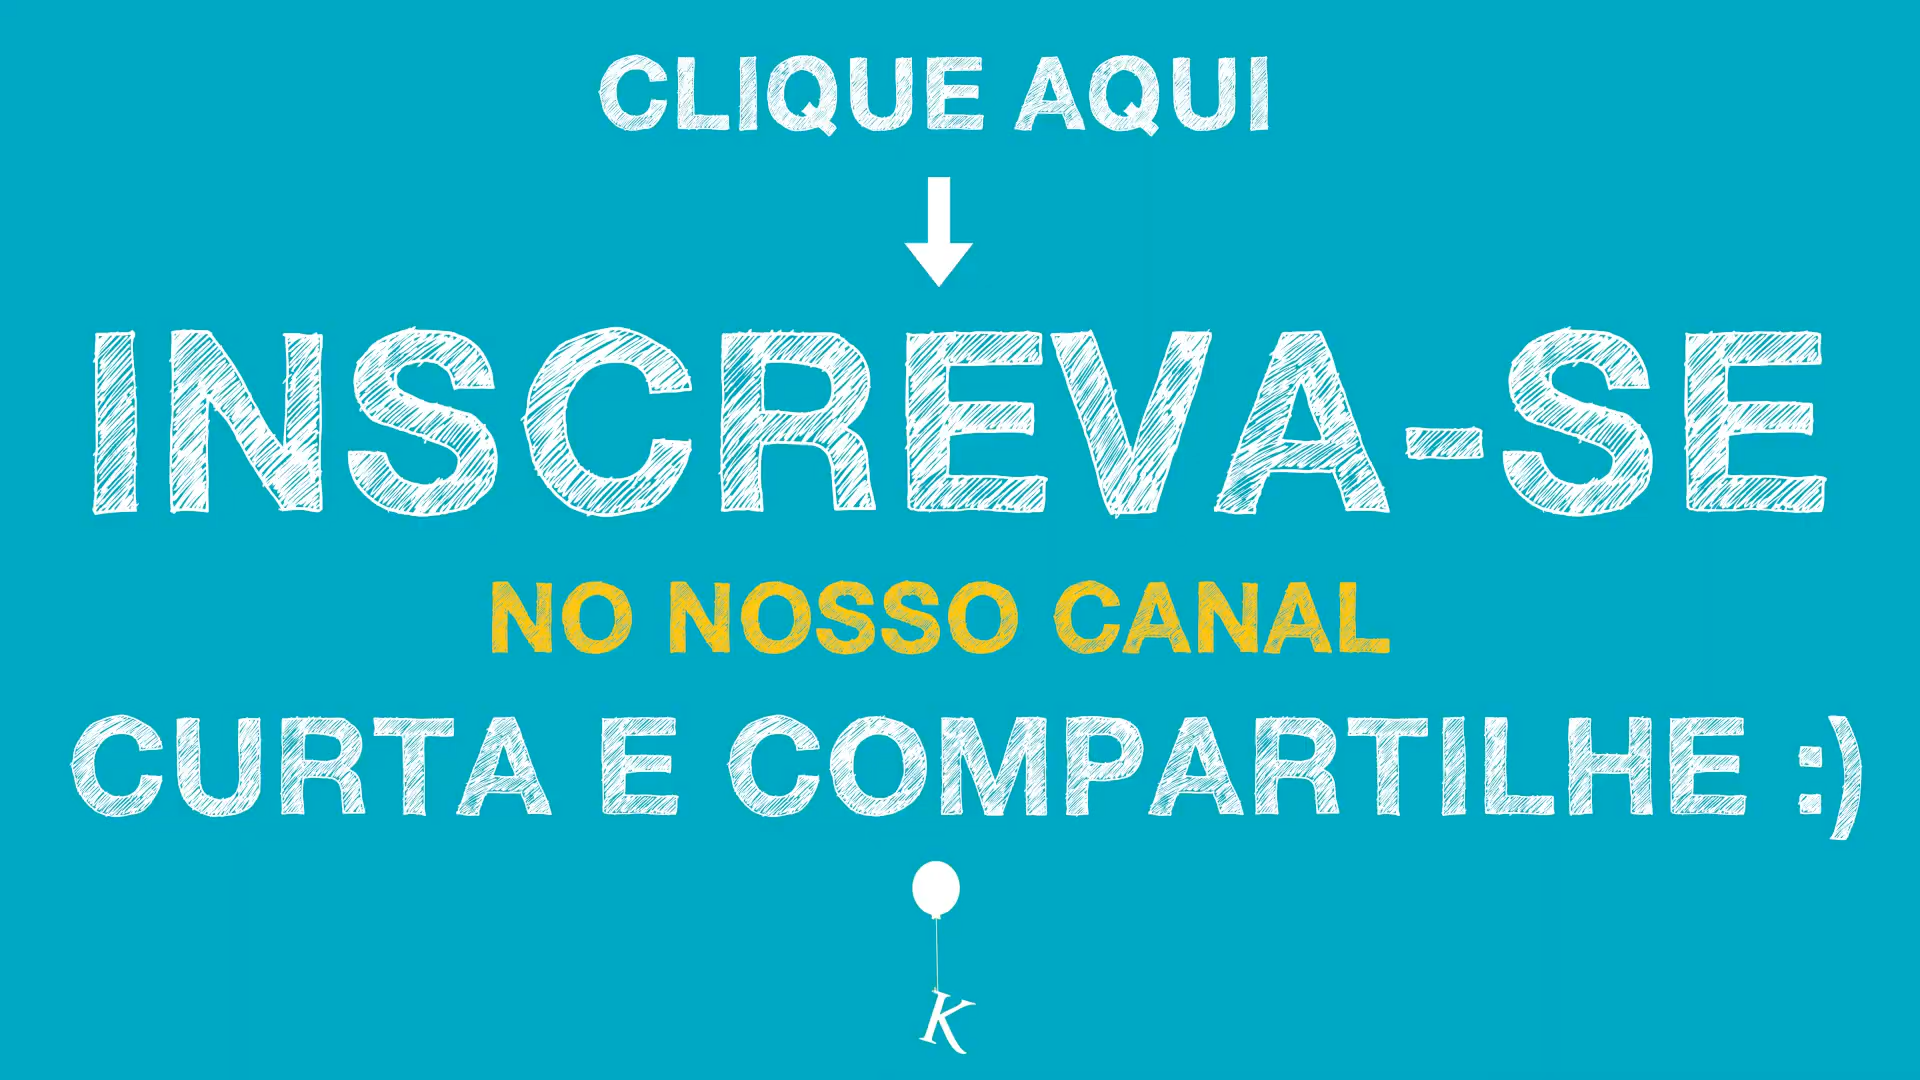 CLIQUE AQUI
INSCREVA-SE
NO NOSSO CANAL
CURTA E COMPARTILHE :)
K